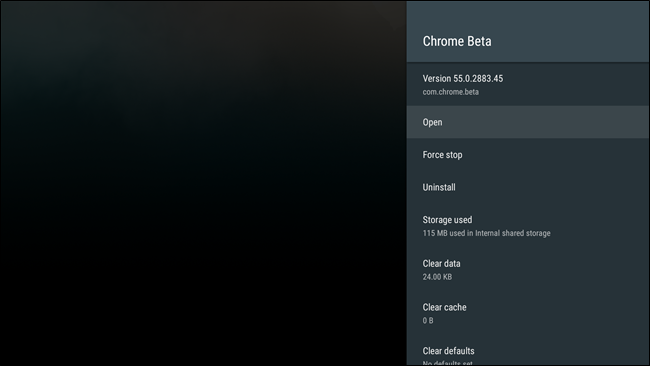 Chrome Beta
Version 55.0.2883.45
com.chrome.beta
Open
Force stop
Uninstall
Storage used
115 MB used in Internal shared storage
Clear data
24.00 KB
Clear cache
0 B
Clear defaults
No defaults set